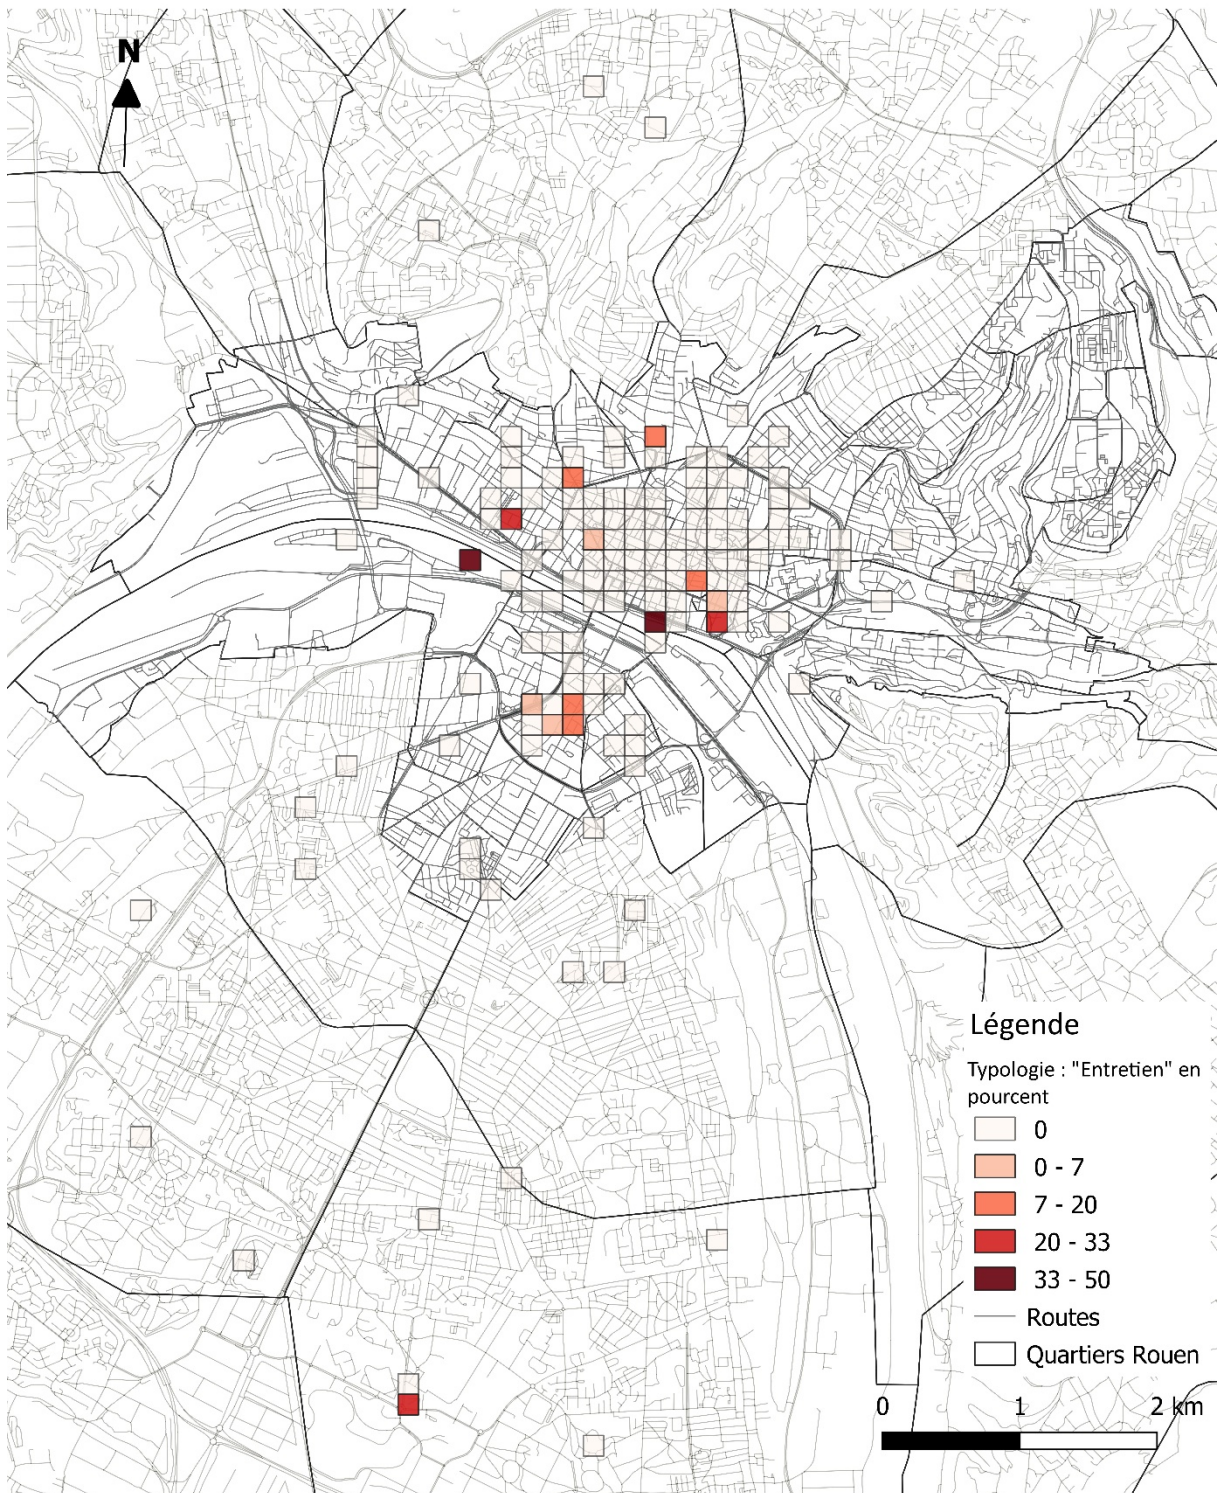 N
Légende
Typologie : "Entretien" en
pourcent
0
0 - 7
7 - 20
20 - 33
33 - 50
Routes
Quartiers Rouen
0 1 2 km